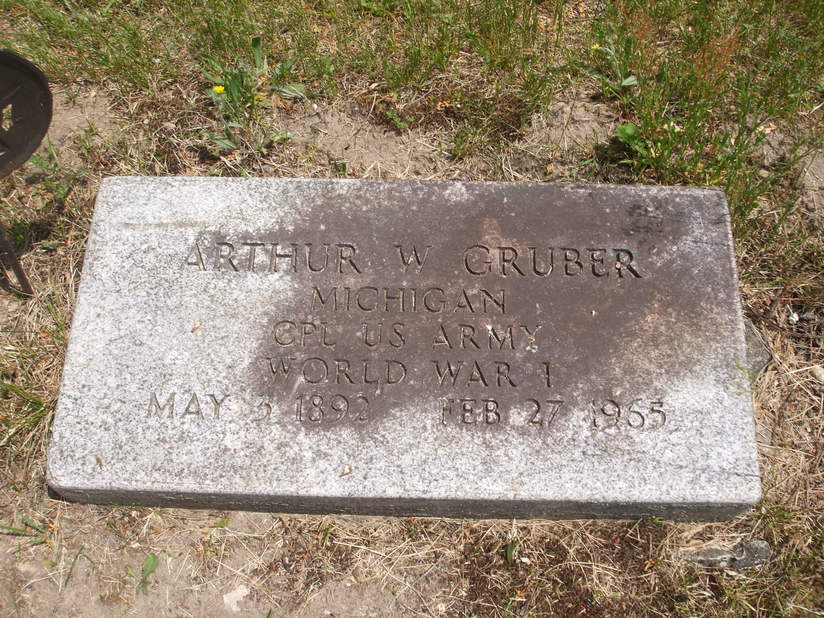 ARTHUR W GRUBER
MICHIGAN
CPL US ARMY
WORLD WAR I
MAY 3 1892 FEB 27 1965